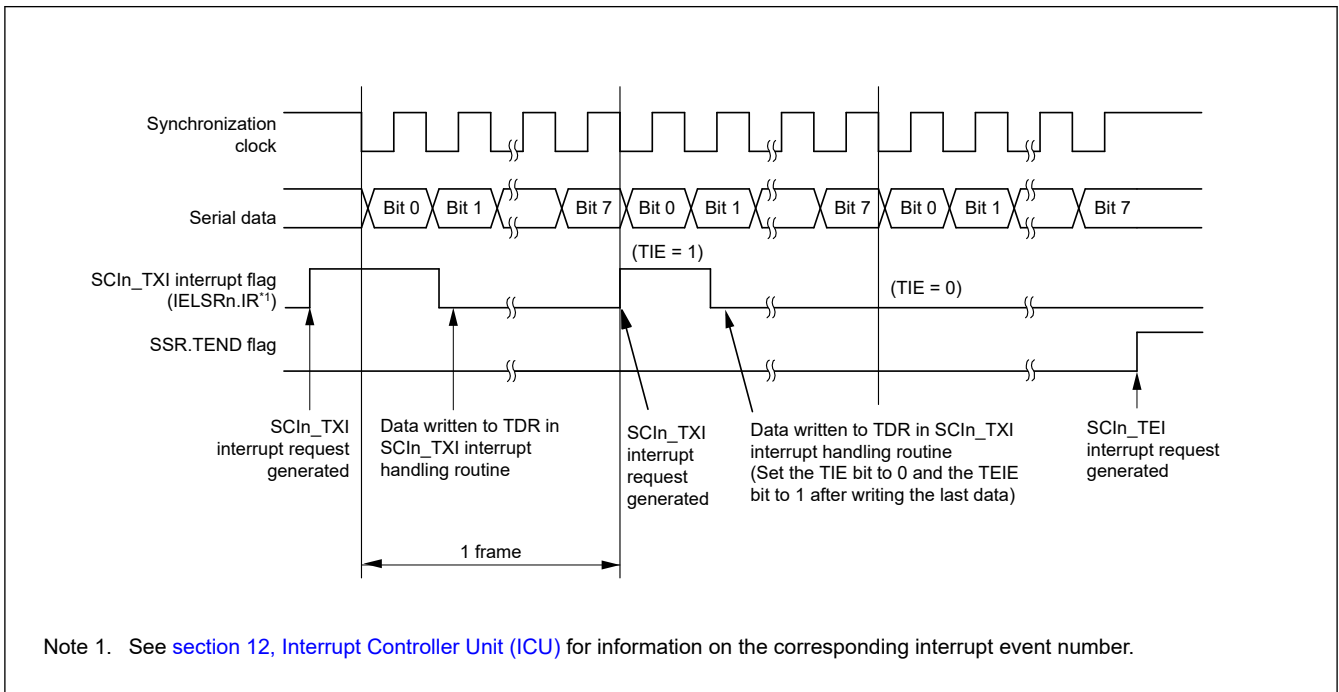 Synchronization
clock
Serial data
Bit 0 Bit 1 Bit 7 Bit 0 Bit 1 Bit 7 Bit 0 Bit 1 Bit 7
(TIE = 1)
SCIn_TXI interrupt flag
(IELSRn.IR*1)
(TIE = 0)
SSR.TEND flag
SCIn_TXI
interrupt request
generated
Data written to TDR in
SCIn_TXI interrupt
handling routine
SCIn_TXI
interrupt
request
generated
Data written to TDR in SCIn_TXI
interrupt handling routine
(Set the TIE bit to 0 and the TEIE
bit to 1 after writing the last data)
SCIn_TEI
interrupt request
generated
1 frame
Note 1. See section 12, Interrupt Controller Unit (ICU) for information on the corresponding interrupt event number.